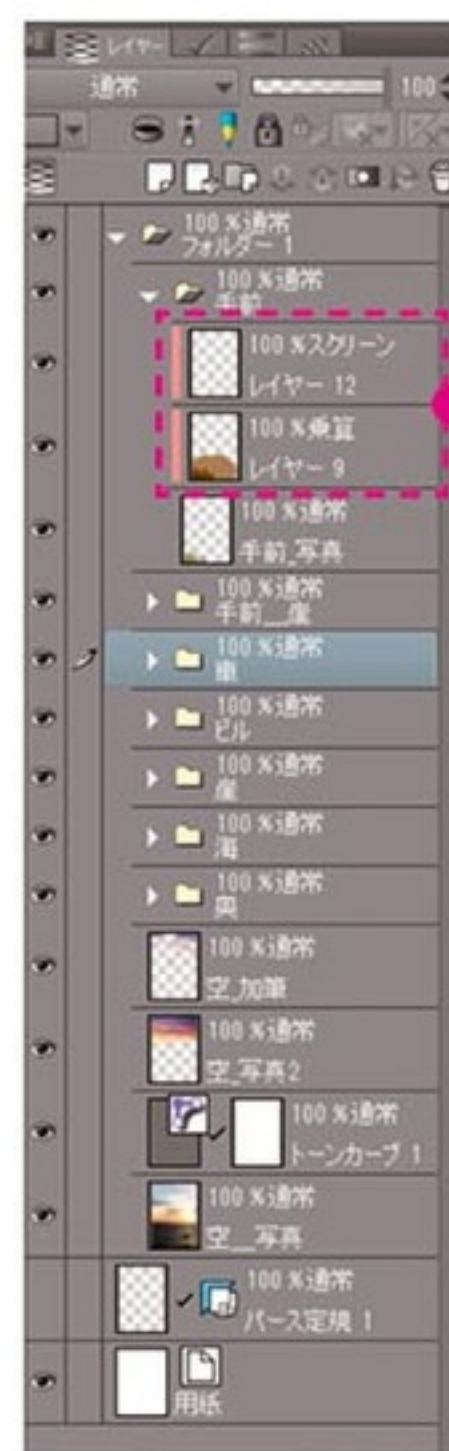 レイヤー
通常 100
100 %通常
フォルダー 1
100 %通常
手前
100 %スクリーン
レイヤー 12
100 %乗算
レイヤー 9
100 %通常
手前_写真
100 %通常
手前__崖
100 %通常
100 %通常
ビル
100 %通常
崖
100 %通常
海
100 %通常
奥
100 %通常
空_加筆
100 %通常
空_写真2
100 %通常
トーンカーブ 1
100 %通常
空__写真
100 %通常
パース定規 1
用紙